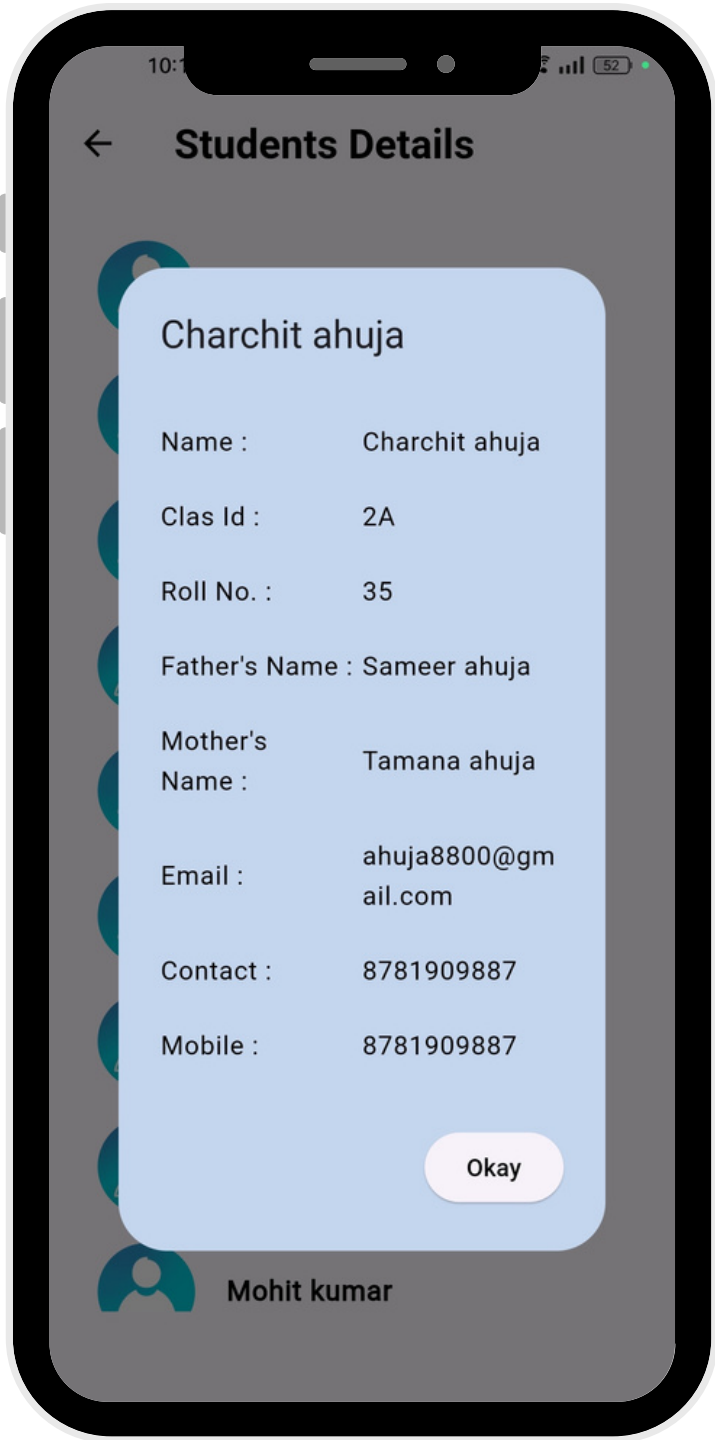 52
Students Details
Charchit ahuja
Name : Charchit ahuja
Clas Id : 2A
Roll No. : 35
Father's Name : Sameer ahuja
Mother's
Name : Tamana ahuja
Email : ahuja8800@gm
ail.com
Contact : 8781909887
Mobile : 8781909887
Okay
Mohit kumar